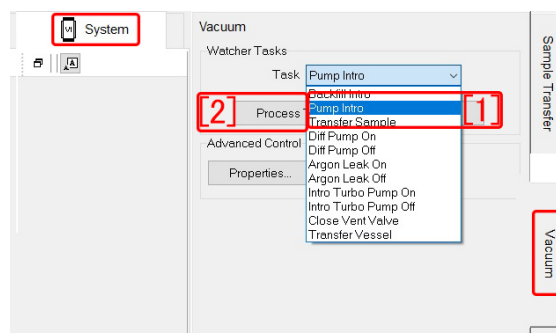 System
Vacuum
Watcher Tasks
Task Pump Intro
Backfill Intro
Pump Intro
Transfer Sample
Diff Pump On
Diff Pump Off
Argon Leak On
Argon Leak Off
Intro Turbo Pump On
Intro Turbo Pump Off
Close Vent Valve
Transfer Vessel
[1]
[2] Process
Advanced Control
Properties...
Sample Transfer
Vacuum